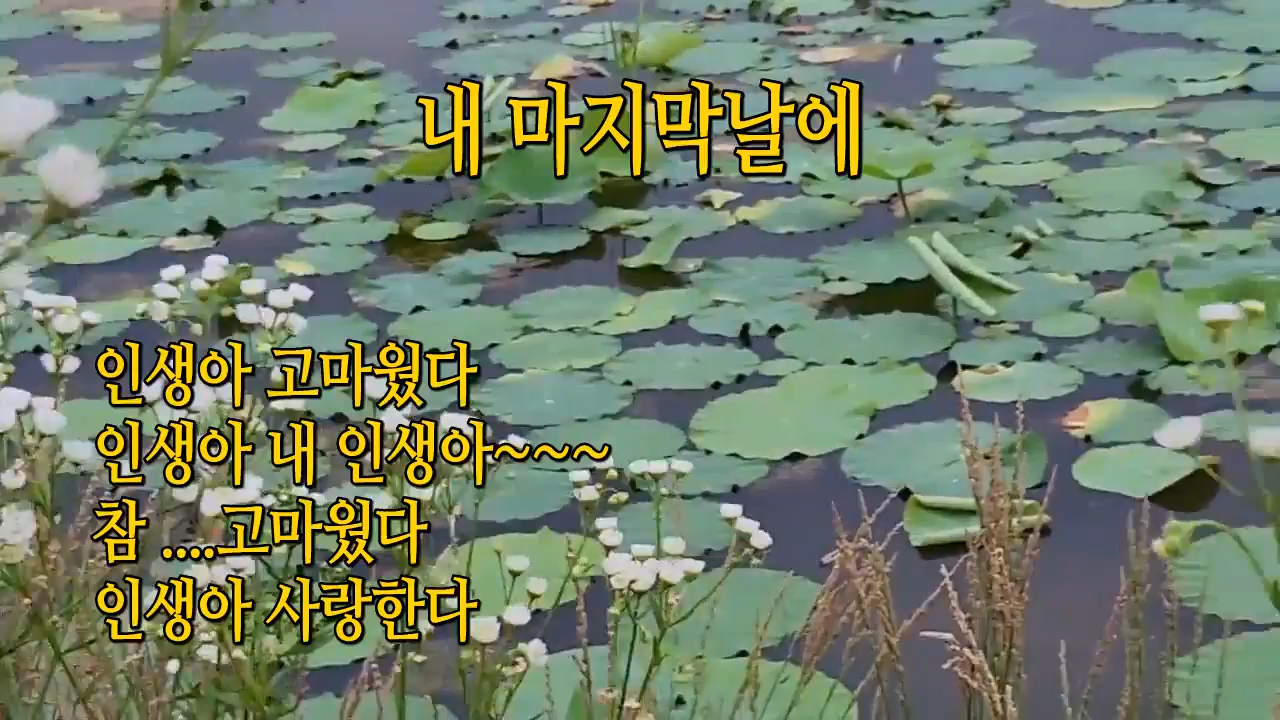 내 마지막날에
인생아 고마웠다
인생아 내 인생아~~~
참 ....고마웠다
인생아 사랑한다